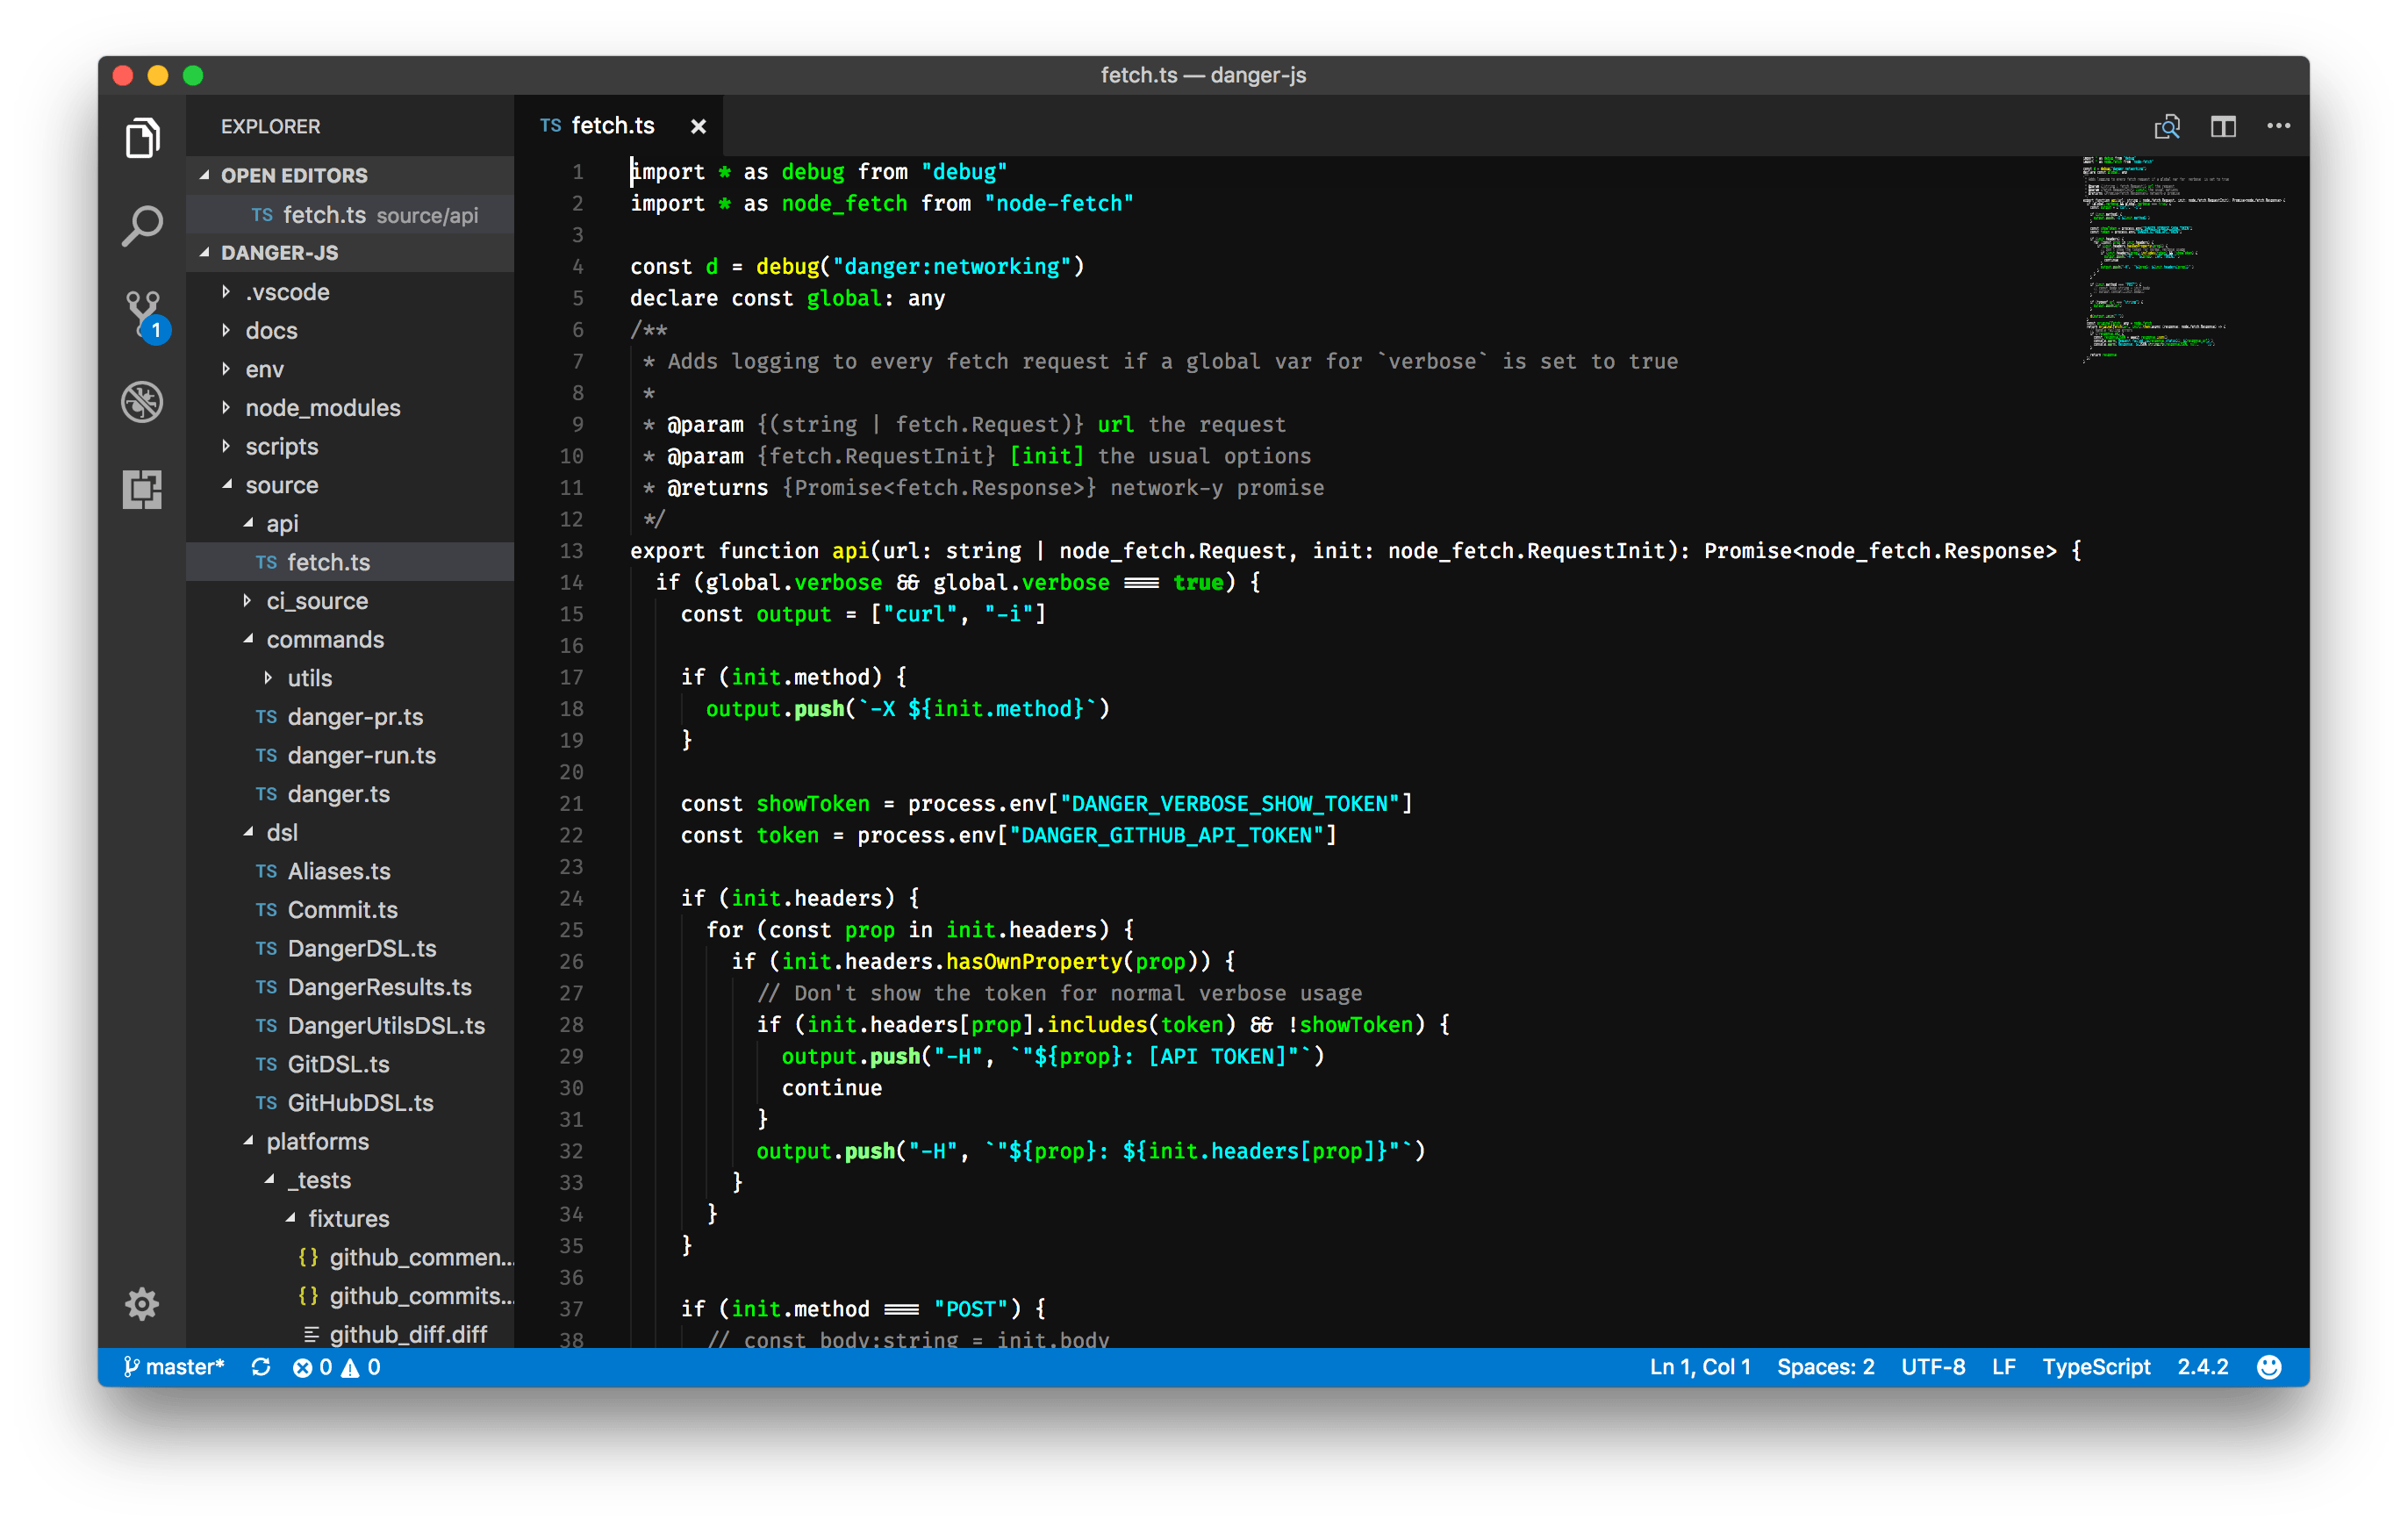 fetch.ts — danger-js
EXPLORER
OPEN EDITORS
TS fetch.ts source/api
DANGER-JS
.vscode
docs
env
node_modules
scripts
source
api
TS fetch.ts
ci_source
commands
utils
TS danger-pr.ts
TS danger-run.ts
TS danger.ts
dsl
TS Aliases.ts
TS Commit.ts
TS DangerDSL.ts
TS DangerResults.ts
TS DangerUtilsDSL.ts
TS GitDSL.ts
TS GitHubDSL.ts
platforms
_tests
fixtures
{} github_commen...
{} github_commits...
github_diff.diff
1
TS fetch.ts ×
1 import * as debug from "debug"
2 import * as node_fetch from "node-fetch"
3
4 const d = debug("danger:networking")
5 declare const global: any
6 /**
7 * Adds logging to every fetch request if a global var for `verbose` is set to true
8 *
9 * @param {(string | fetch.Request)} url the request
10 * @param {fetch.RequestInit} [init] the usual options
11 * @returns {Promise<fetch.Response>} network-y promise
12 */
13 export function api(url: string | node_fetch.Request, init: node_fetch.RequestInit): Promise<node_fetch.Response> {
14 if (global.verbose && global.verbose === true) {
15 const output = ["curl", "-i"]
16
17 if (init.method) {
18 output.push(`-X ${init.method}`)
19 }
20
21 const showToken = process.env["DANGER_VERBOSE_SHOW_TOKEN"]
22 const token = process.env["DANGER_GITHUB_API_TOKEN"]
23
24 if (init.headers) {
25 for (const prop in init.headers) {
26 if (init.headers.hasOwnProperty(prop)) {
27 // Don't show the token for normal verbose usage
28 if (init.headers[prop].includes(token) && !showToken) {
29 output.push("-H", `"${prop}: [API TOKEN]"`)
30 continue
31 }
32 output.push("-H", `"${prop}: ${init.headers[prop]}"`)
33 }
34 }
35 }
36
37 if (init.method === "POST") {
38 // const body:string = init.body
master* 0 0 Ln 1, Col 1 Spaces: 2 UTF-8 LF TypeScript 2.4.2